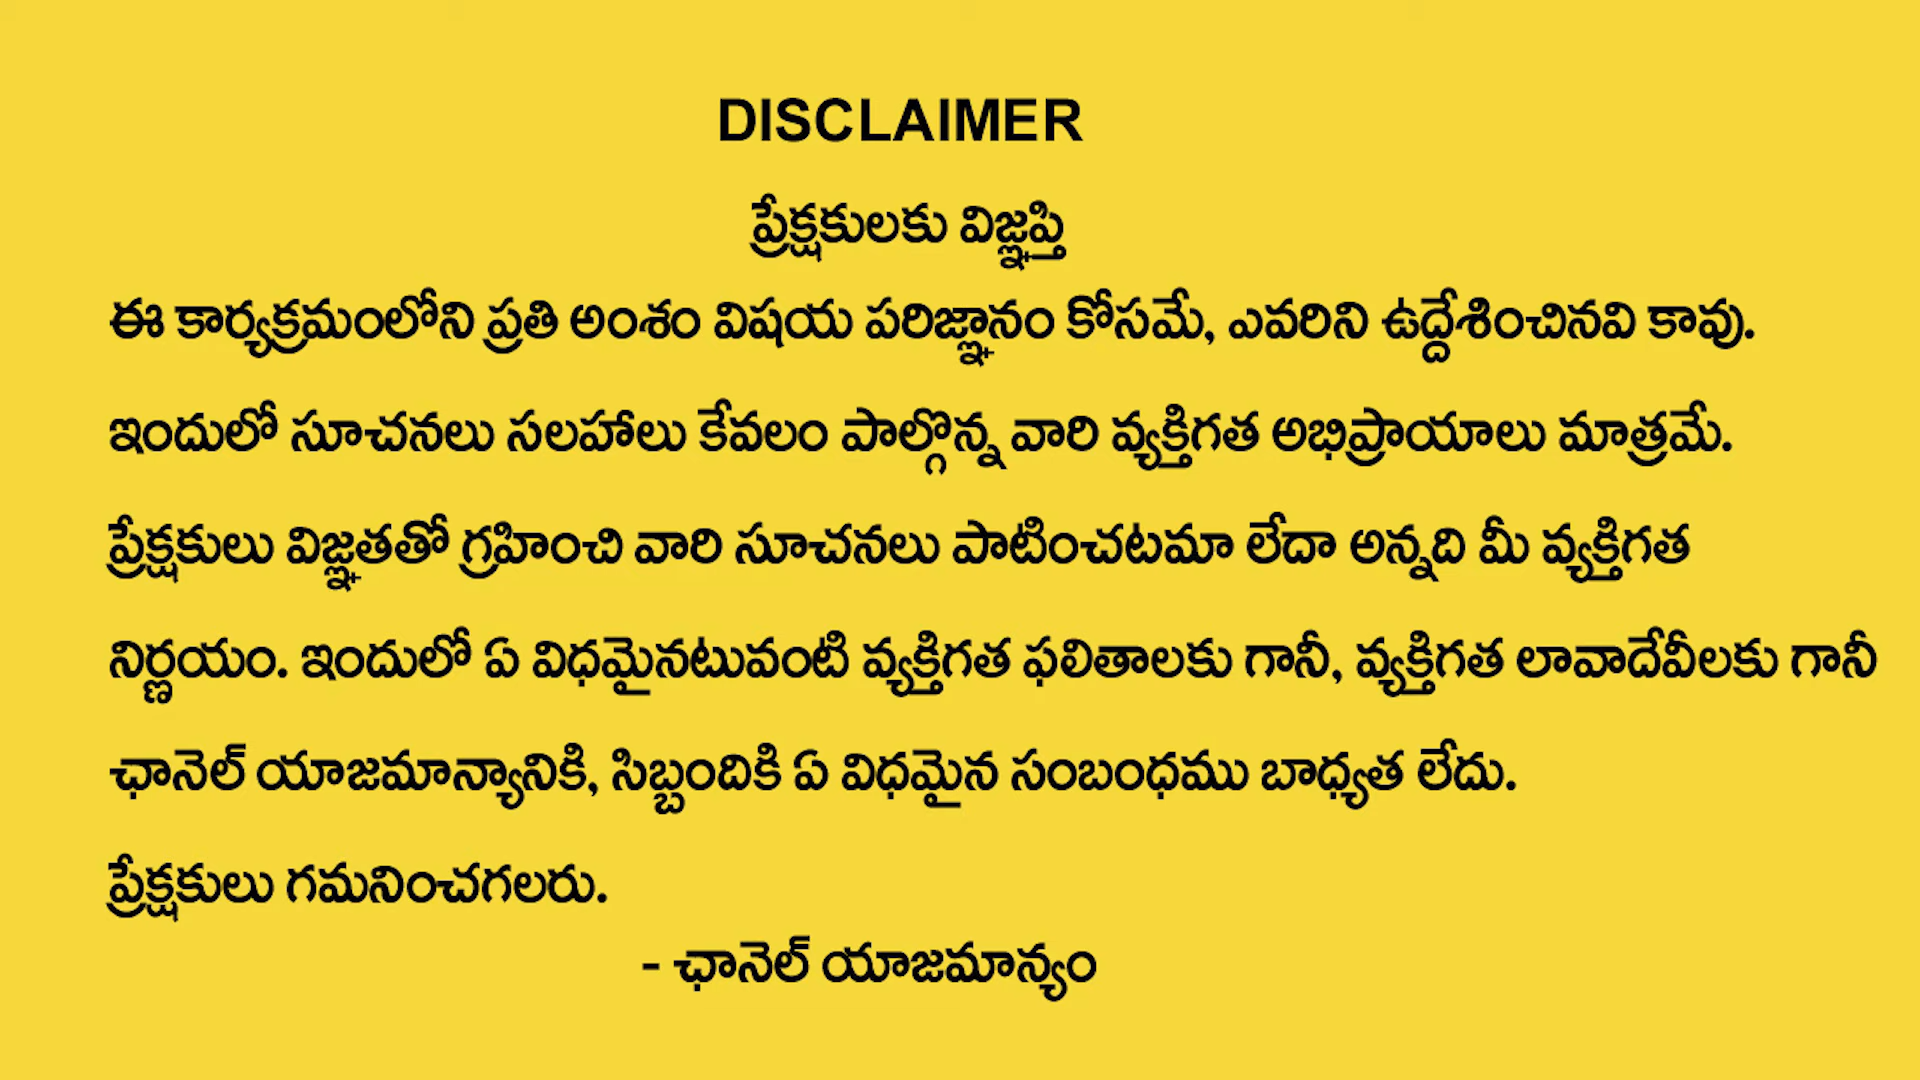 DISCLAIMER
ప్రేక్షకులకు విజ్ఞప్తి
ఈ కార్యక్రమంలోని ప్రతి అంశం విషయ పరిజ్ఞానం కోసమే, ఎవరిని ఉద్దేశించినవి కావు.
ఇందులో సూచనలు సలహాలు కేవలం పాల్గొన్న వారి వ్యక్తిగత అభిప్రాయాలు మాత్రమే.
ప్రేక్షకులు విజ్ఞతతో గ్రహించి వారి సూచనలు పాటించటమా లేదా అన్నది మీ వ్యక్తిగత
నిర్ణయం. ఇందులో ఏ విధమైనటువంటి వ్యక్తిగత ఫలితాలకు గానీ, వ్యక్తిగత లావాదేవీలకు గానీ
ఛానెల్ యాజమాన్యానికి, సిబ్బందికి ఏ విధమైన సంబంధము బాధ్యత లేదు.
ప్రేక్షకులు గమనించగలరు.
- ఛానెల్ యాజమాన్యం